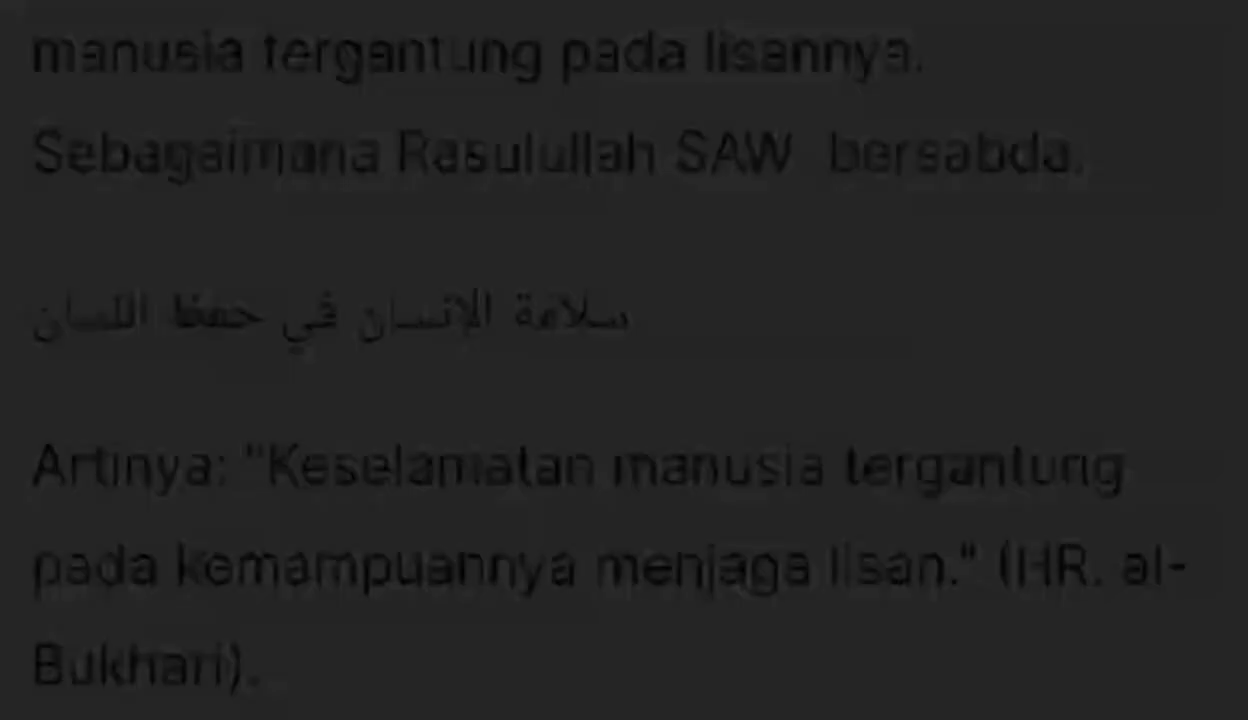 manusia tergantung pada lisannya.
Sebagaimana Rasulullah SAW bersabda,
سلامة الإنسان في حفظ اللسان
Artinya: "Keselamatan manusia tergantung
pada kemampuannya menjaga lisan." (HR. al-
Bukhari).